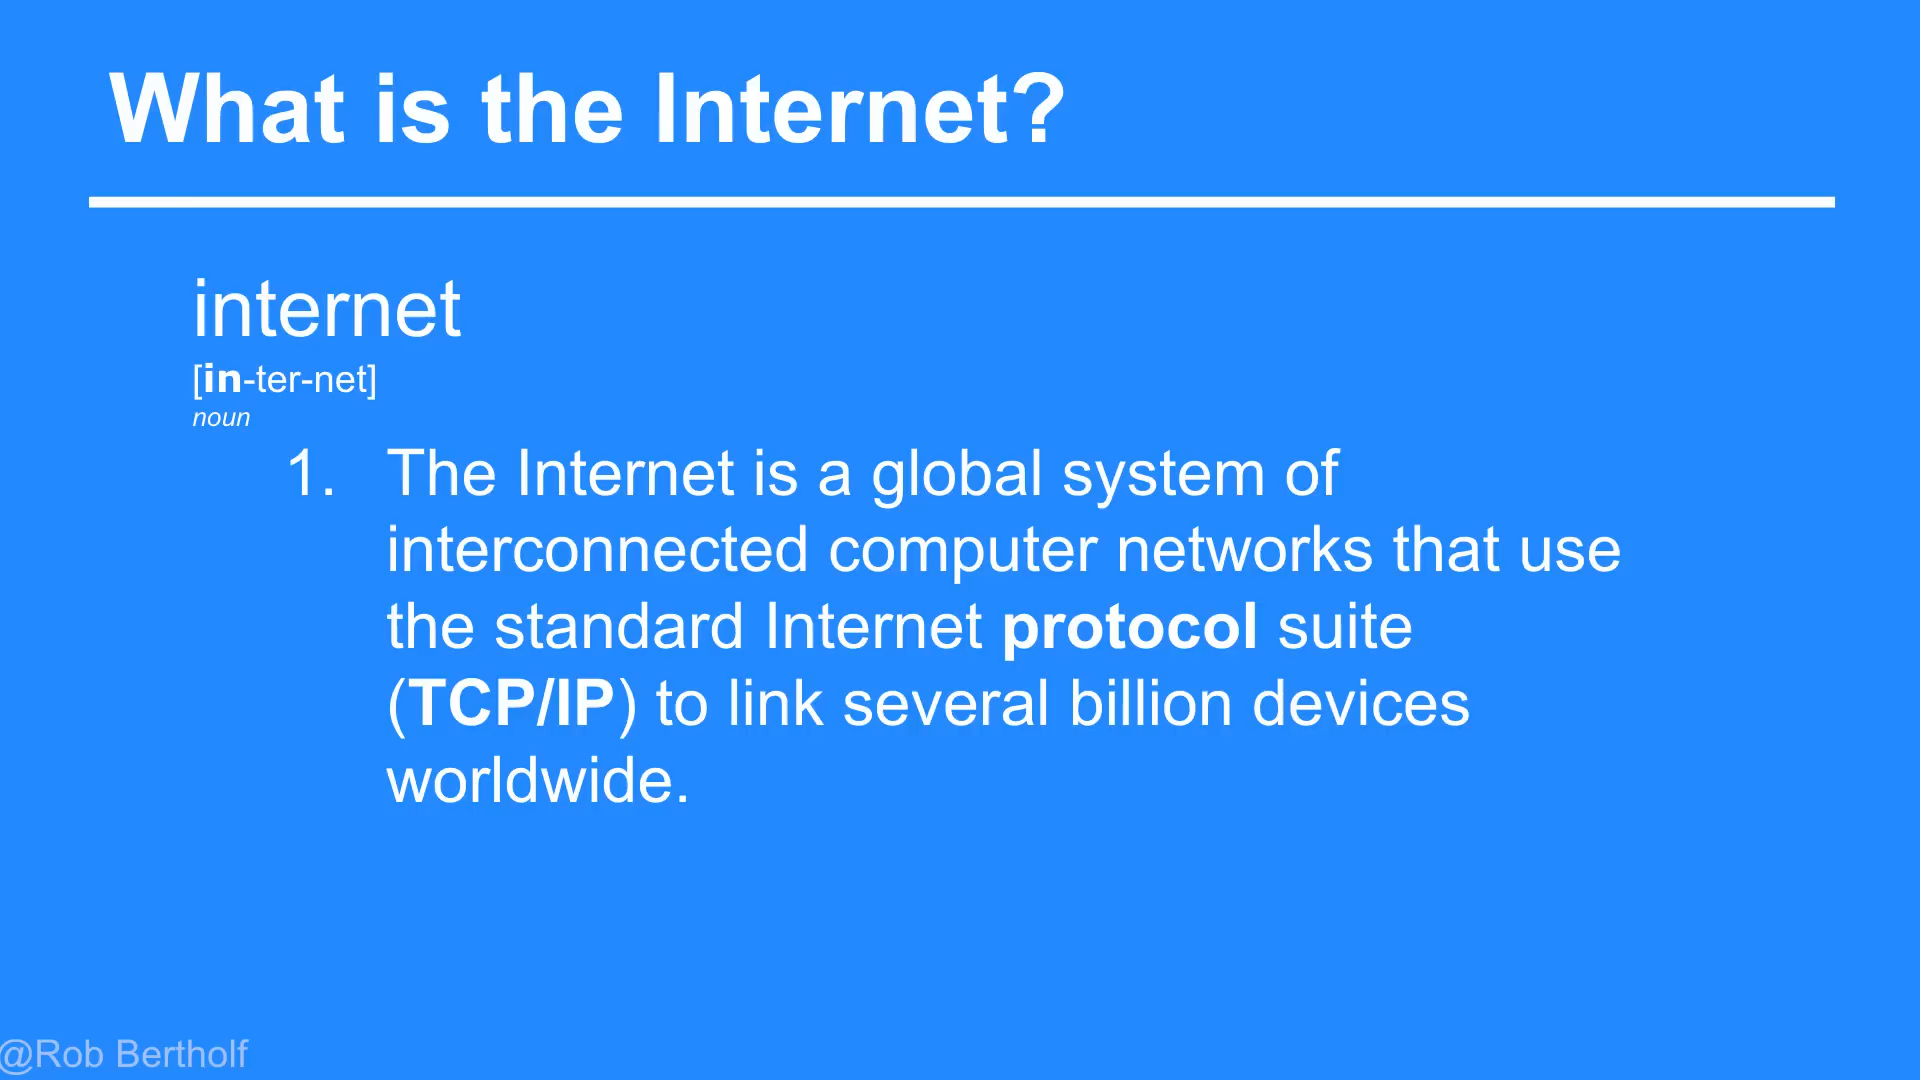 What is the Internet?
internet
[in-ter-net]
noun
1. The Internet is a global system of
interconnected computer networks that use
the standard Internet protocol suite
(TCP/IP) to link several billion devices
worldwide.
@Rob Bertholf